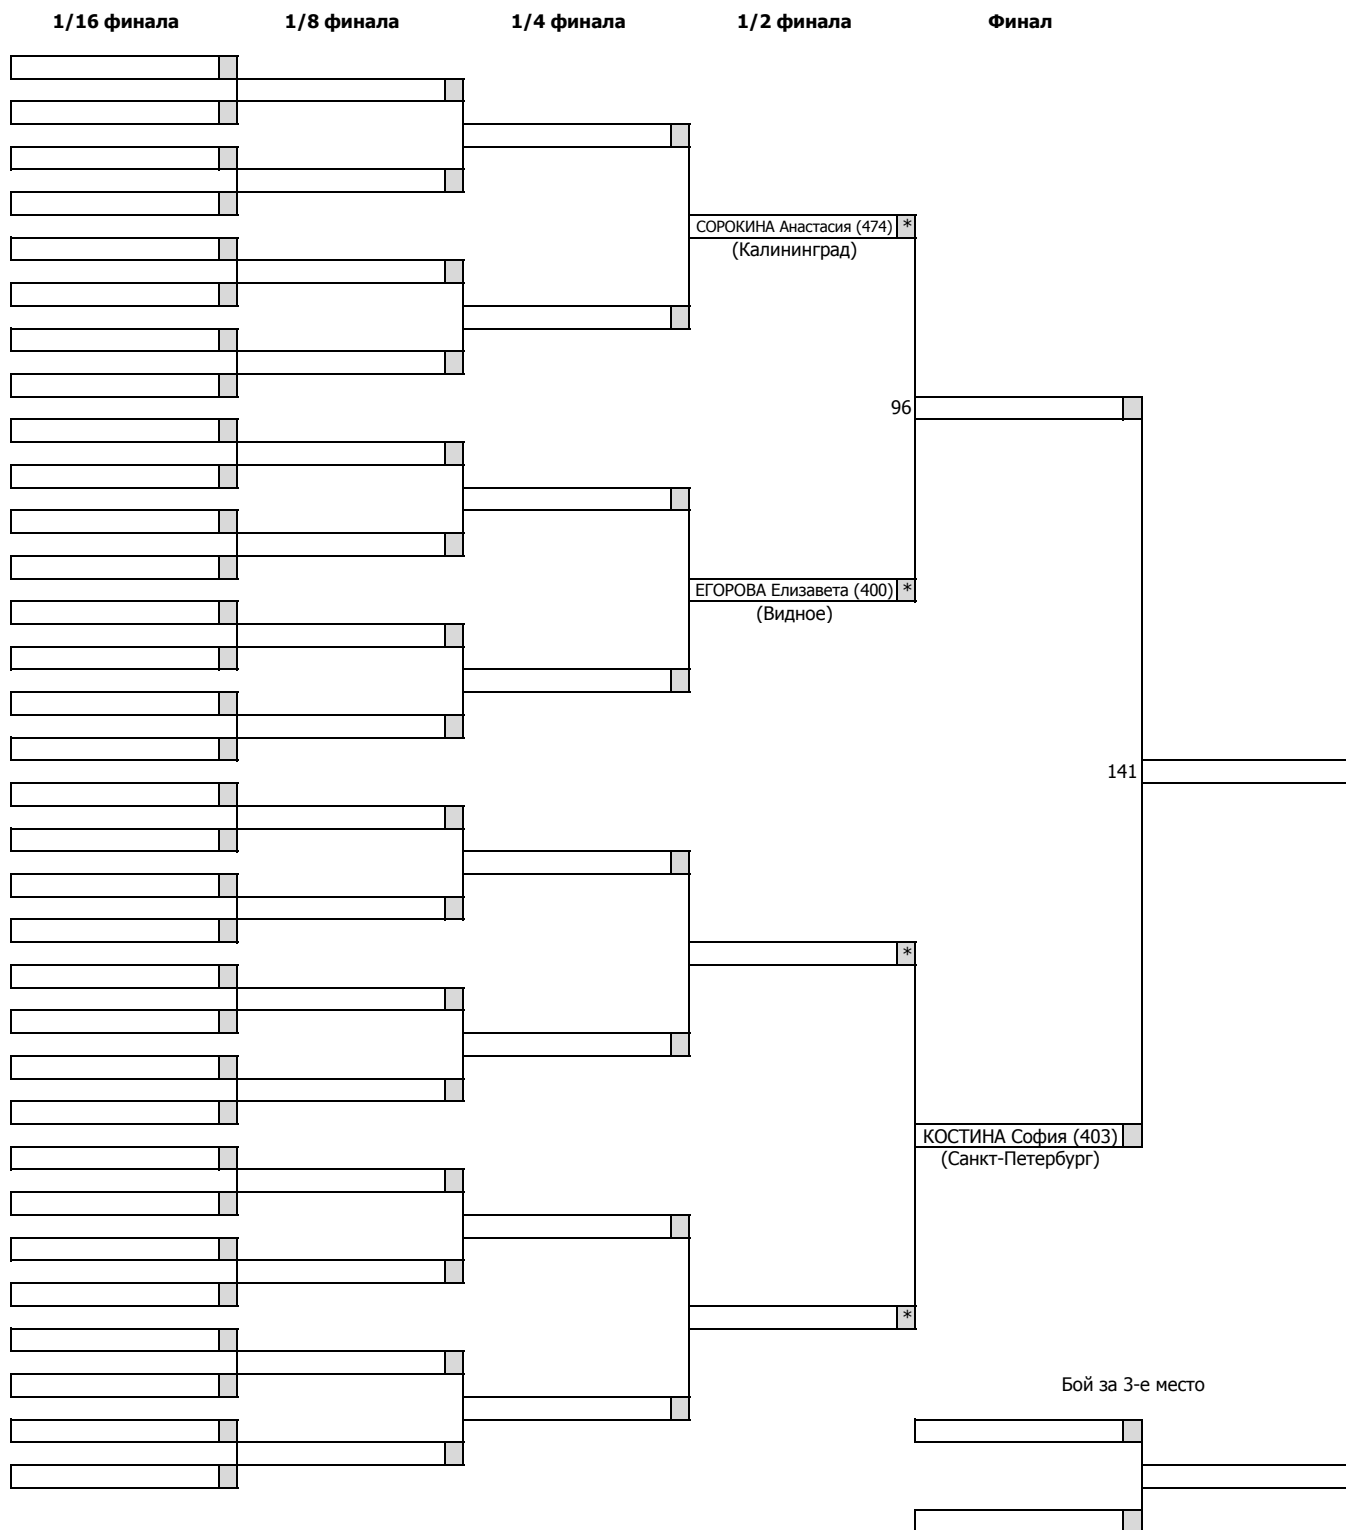 1/16 финала 1/8 финала 1/4 финала 1/2 финала Финал
СОРОКИНА Анастасия (474) *
(Калининград)
96
ЕГОРОВА Елизавета (400) *
(Видное)
141
*
КОСТИНА София (403)
(Санкт-Петербург)
*
Бой за 3-е место